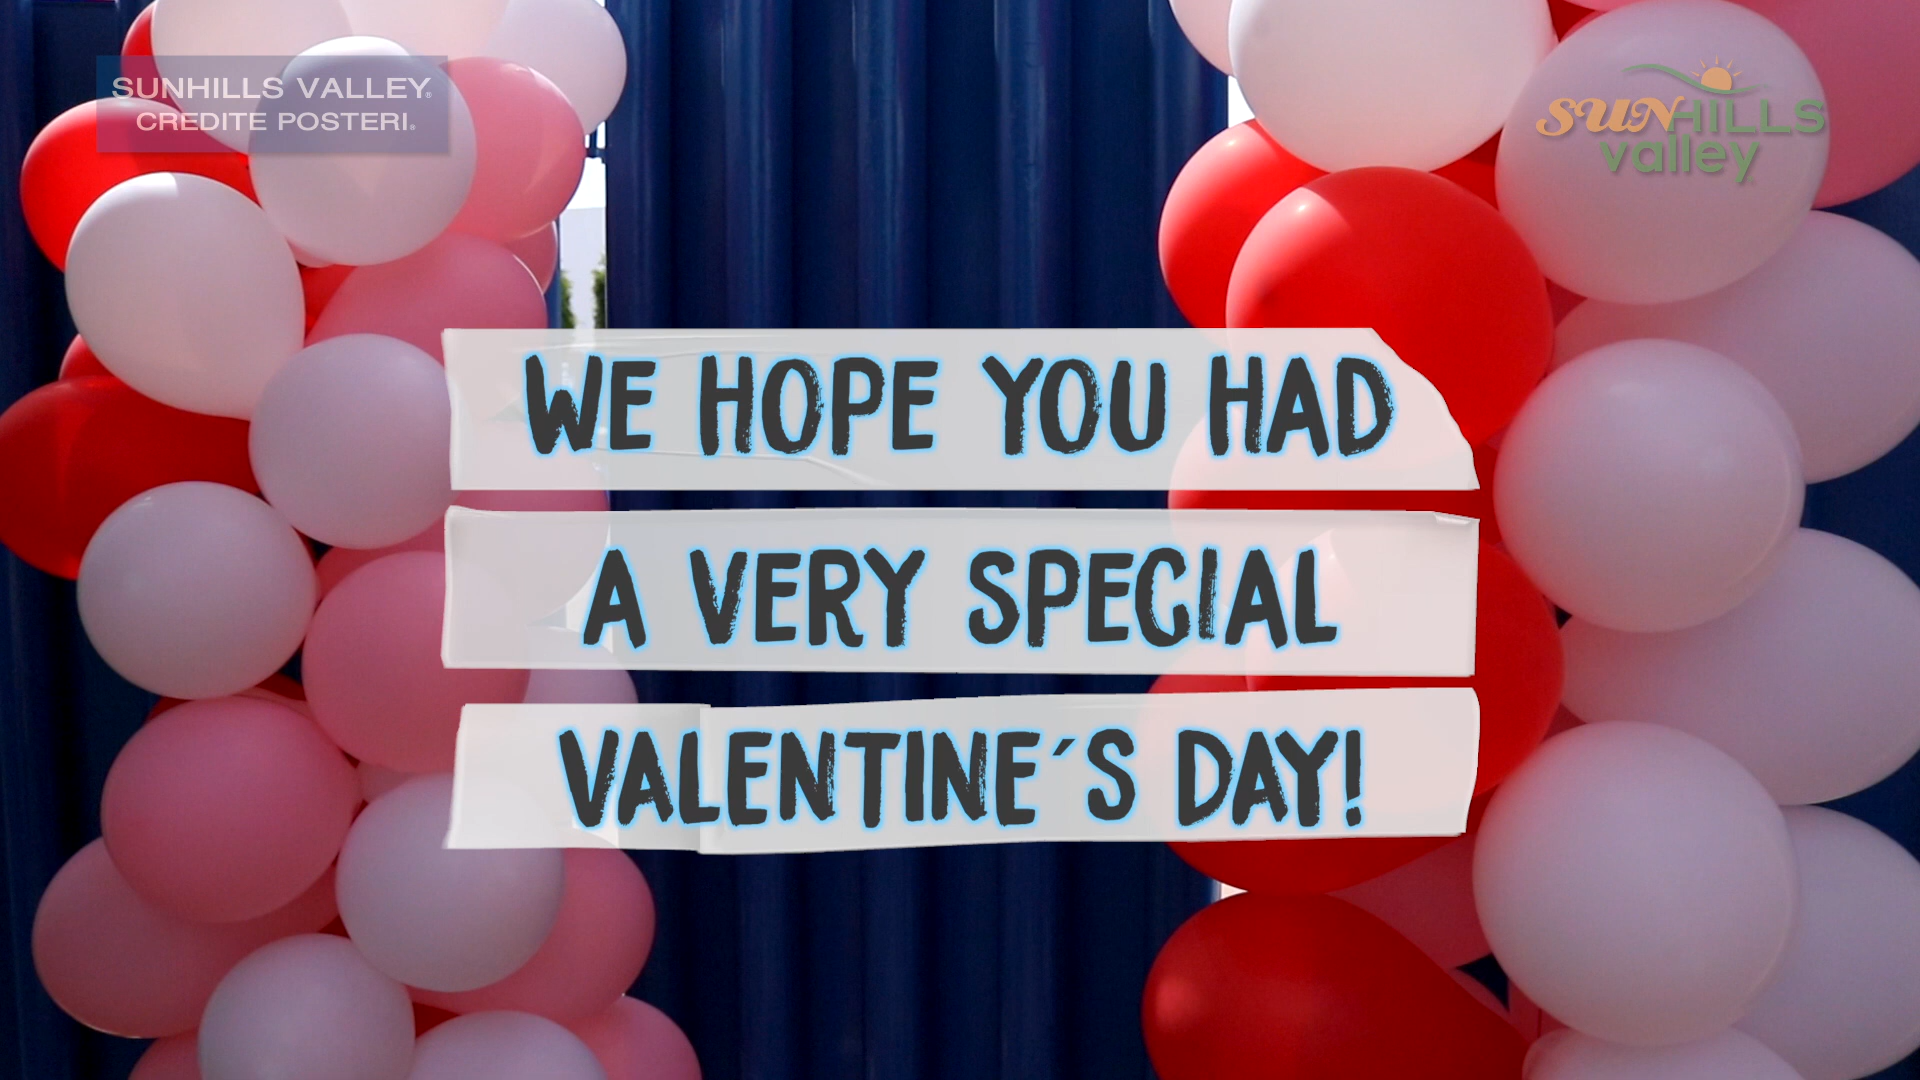 SUNHILLS VALLEY®
CREDITE POSTERI®
SUNHILLS
valley
WE HOPE YOU HAD
A VERY SPECIAL
VALENTINE´S DAY!